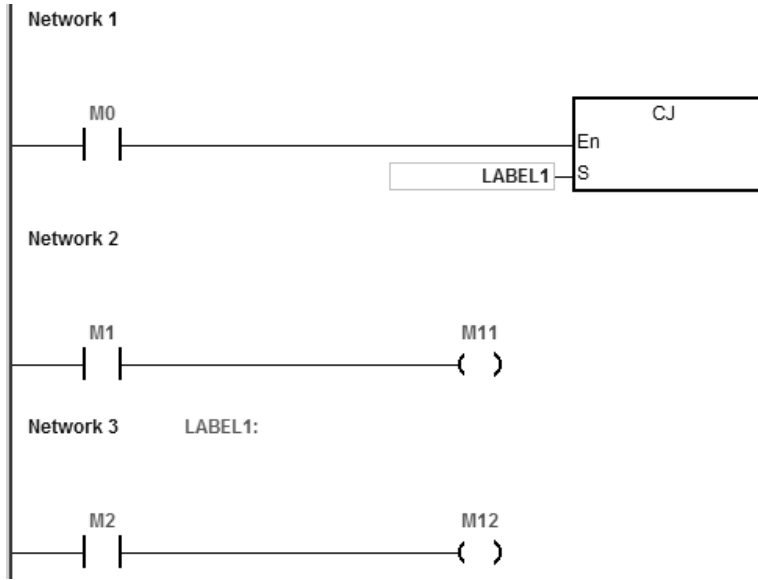 Network 1
M0
CJ
En
LABEL1
S
Network 2
M1 M11
Network 3 LABEL1:
M2 M12